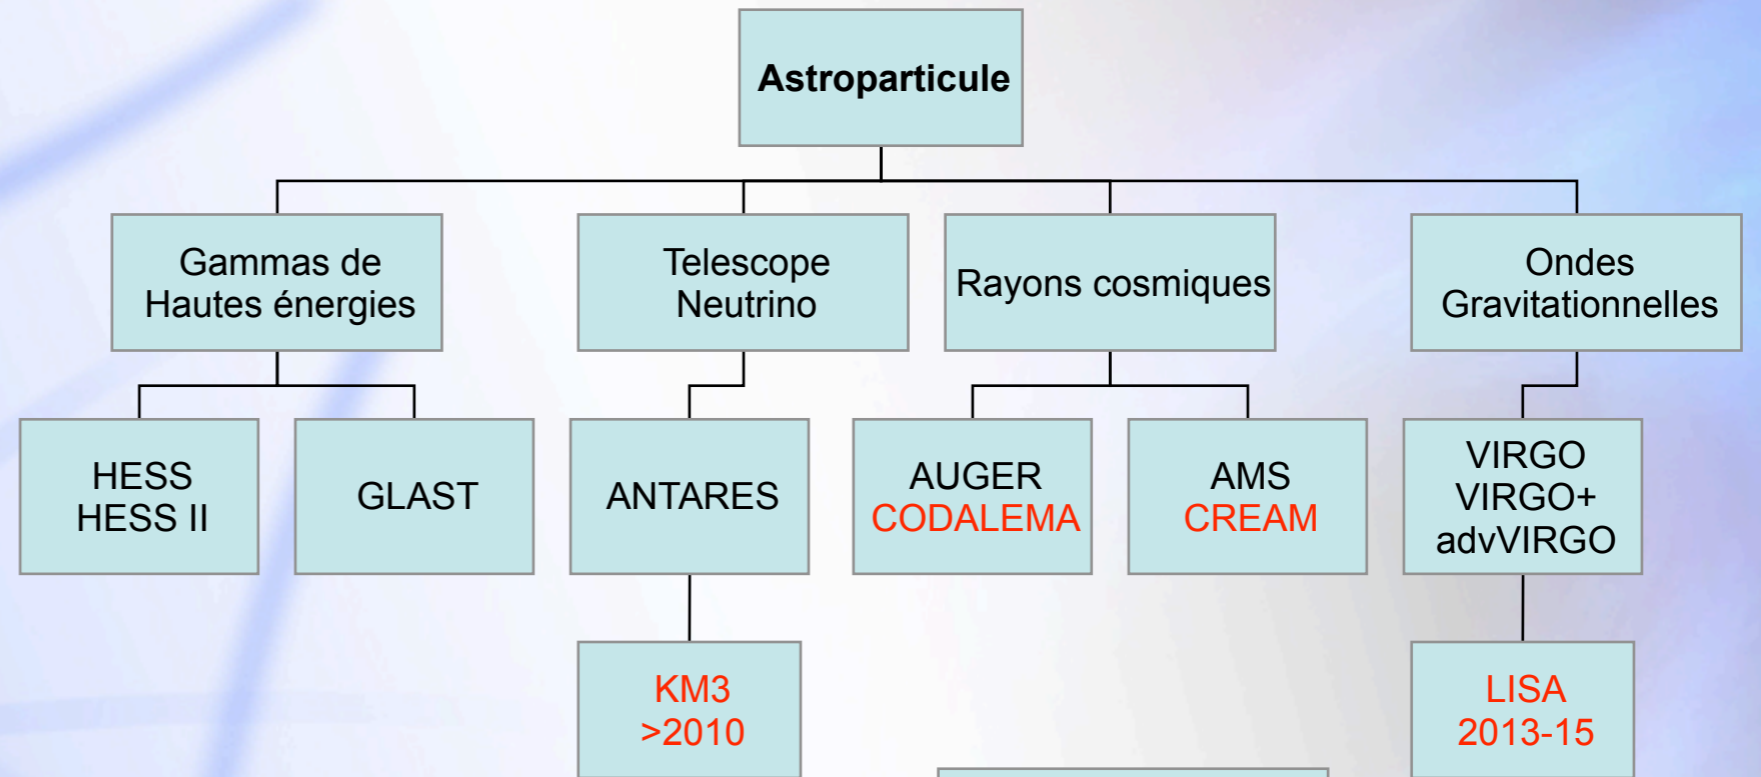 Astroparticule
Gammas de
Hautes énergies
Telescope
Neutrino
Rayons cosmiques
Ondes
Gravitationnelles
HESS
HESS II
GLAST
ANTARES
AUGER
CODALEMA
AMS
CREAM
VIRGO
VIRGO+
advVIRGO
KM3
>2010
LISA
2013-15